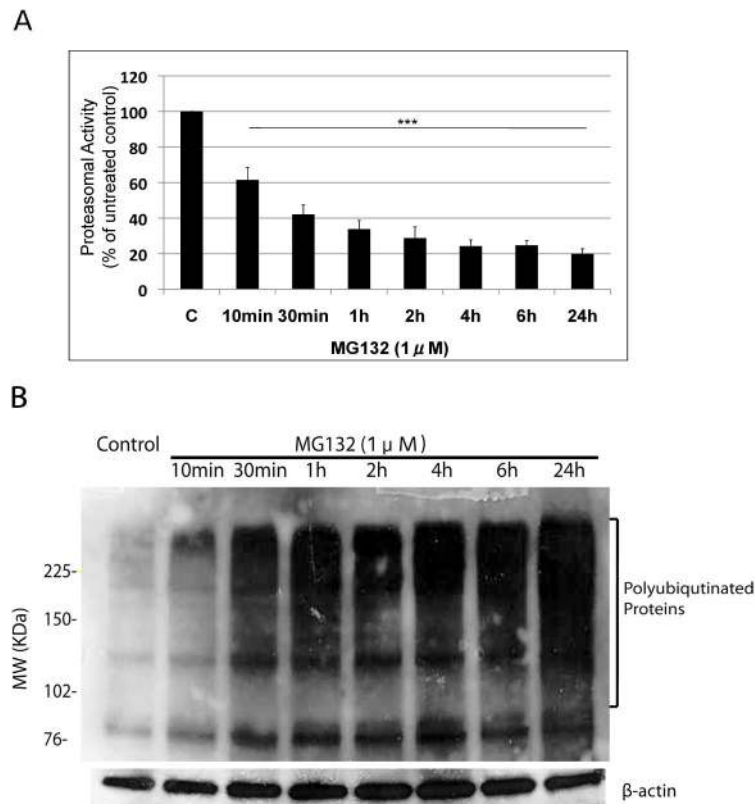 A
Proteasomal Activity
(% of untreated control)
120
100
80
60
40
20
0
***
C 10min 30min 1h 2h 4h 6h 24h
MG132 (1 μ M)
B
Control MG132 (1 μ M)
10min 30min 1h 2h 4h 6h 24h
MW (KDa)
225-
150-
102-
76-
Polyubiqutinated
Proteins
β-actin